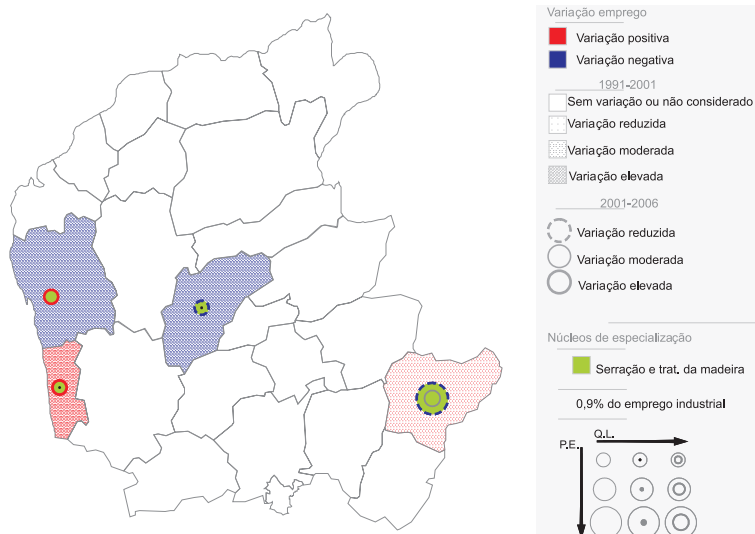 Variação emprego
Variação positiva
Variação negativa
1991-2001
Sem variação ou não considerado
Variação reduzida
Variação moderada
Variação elevada
2001-2006
Variação reduzida
Variação moderada
Variação elevada
Núcleos de especialização
Serração e trat. da madeira
0,9% do emprego industrial
Q.L.
P.E.